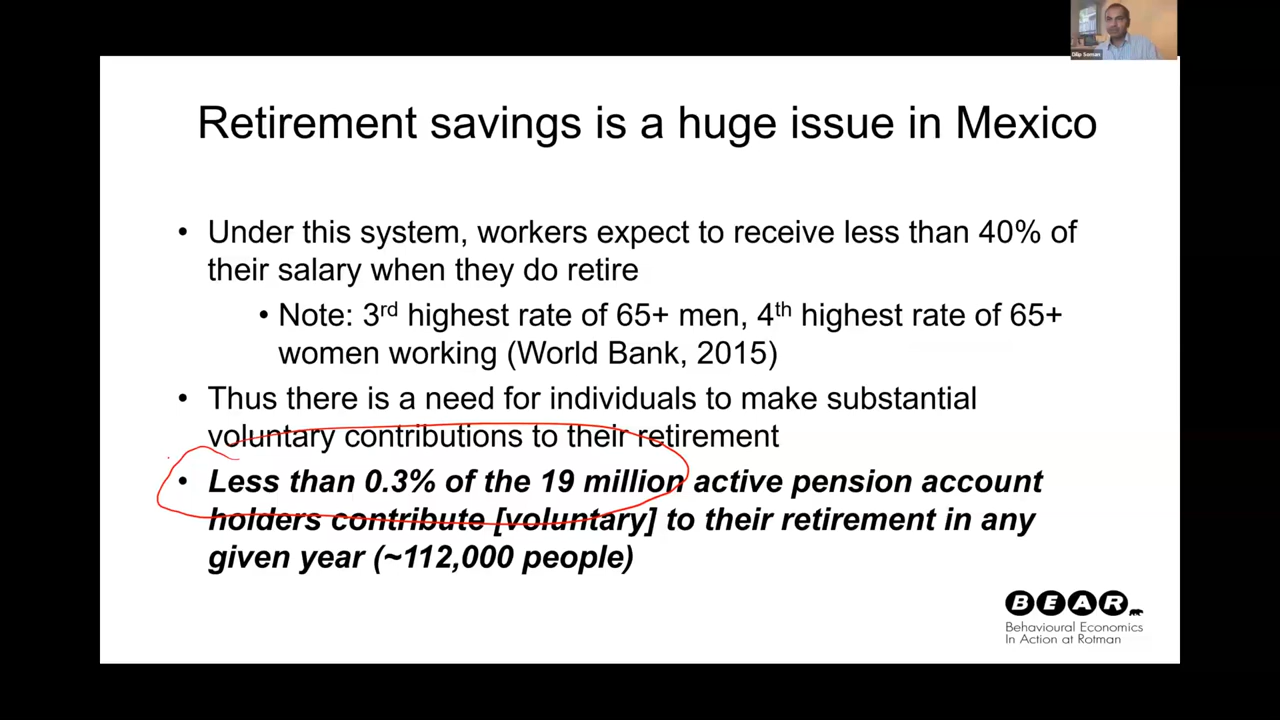 Dilip Soman
Retirement savings is a huge issue in Mexico
• Under this system, workers expect to receive less than 40% of
their salary when they do retire
• Note: 3rd highest rate of 65+ men, 4th highest rate of 65+
women working (World Bank, 2015)
• Thus there is a need for individuals to make substantial
voluntary contributions to their retirement
• Less than 0.3% of the 19 million active pension account
holders contribute [voluntary] to their retirement in any
given year (~112,000 people)
BEAR
Behavioural Economics
In Action at Rotman